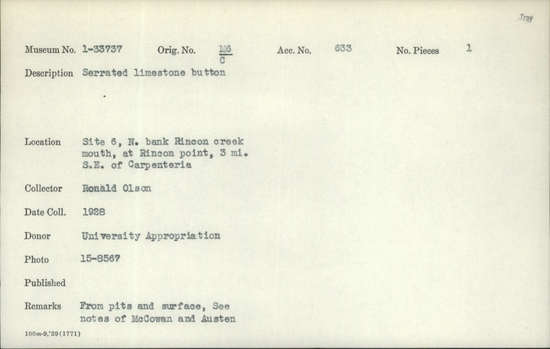 Museum No. 1-33737 Orig. No. M6/C Acc. No. 633 No. Pieces 1
Description Serrated limestone button
Location Site 6, N. bank Rincon creek
mouth, at Rincon point, 3 mi.
S.E. of Carpenteria
Collector Ronald Olson
Date Coll. 1928
Donor University Appropriation
Photo 15-8567
Published
Remarks From pits and surface, See
notes of McCowan and Austen
100m-9,'39(1771)